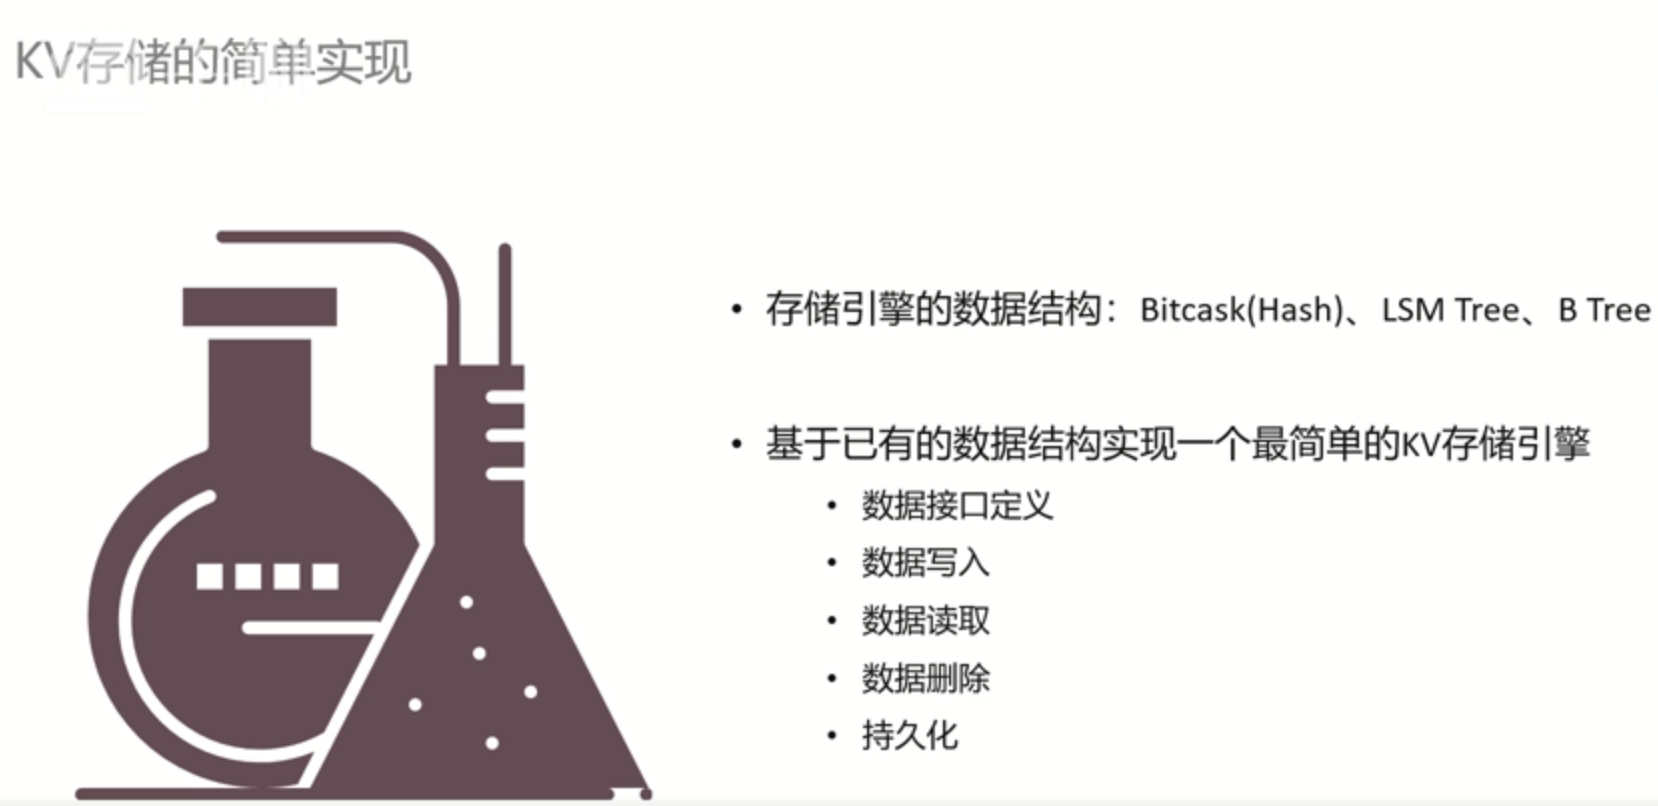 KV存储的简单实现
• 存储引擎的数据结构：Bitcask(Hash)、LSM Tree、B Tree
• 基于已有的数据结构实现一个最简单的KV存储引擎
• 数据接口定义
• 数据写入
• 数据读取
• 数据删除
• 持久化